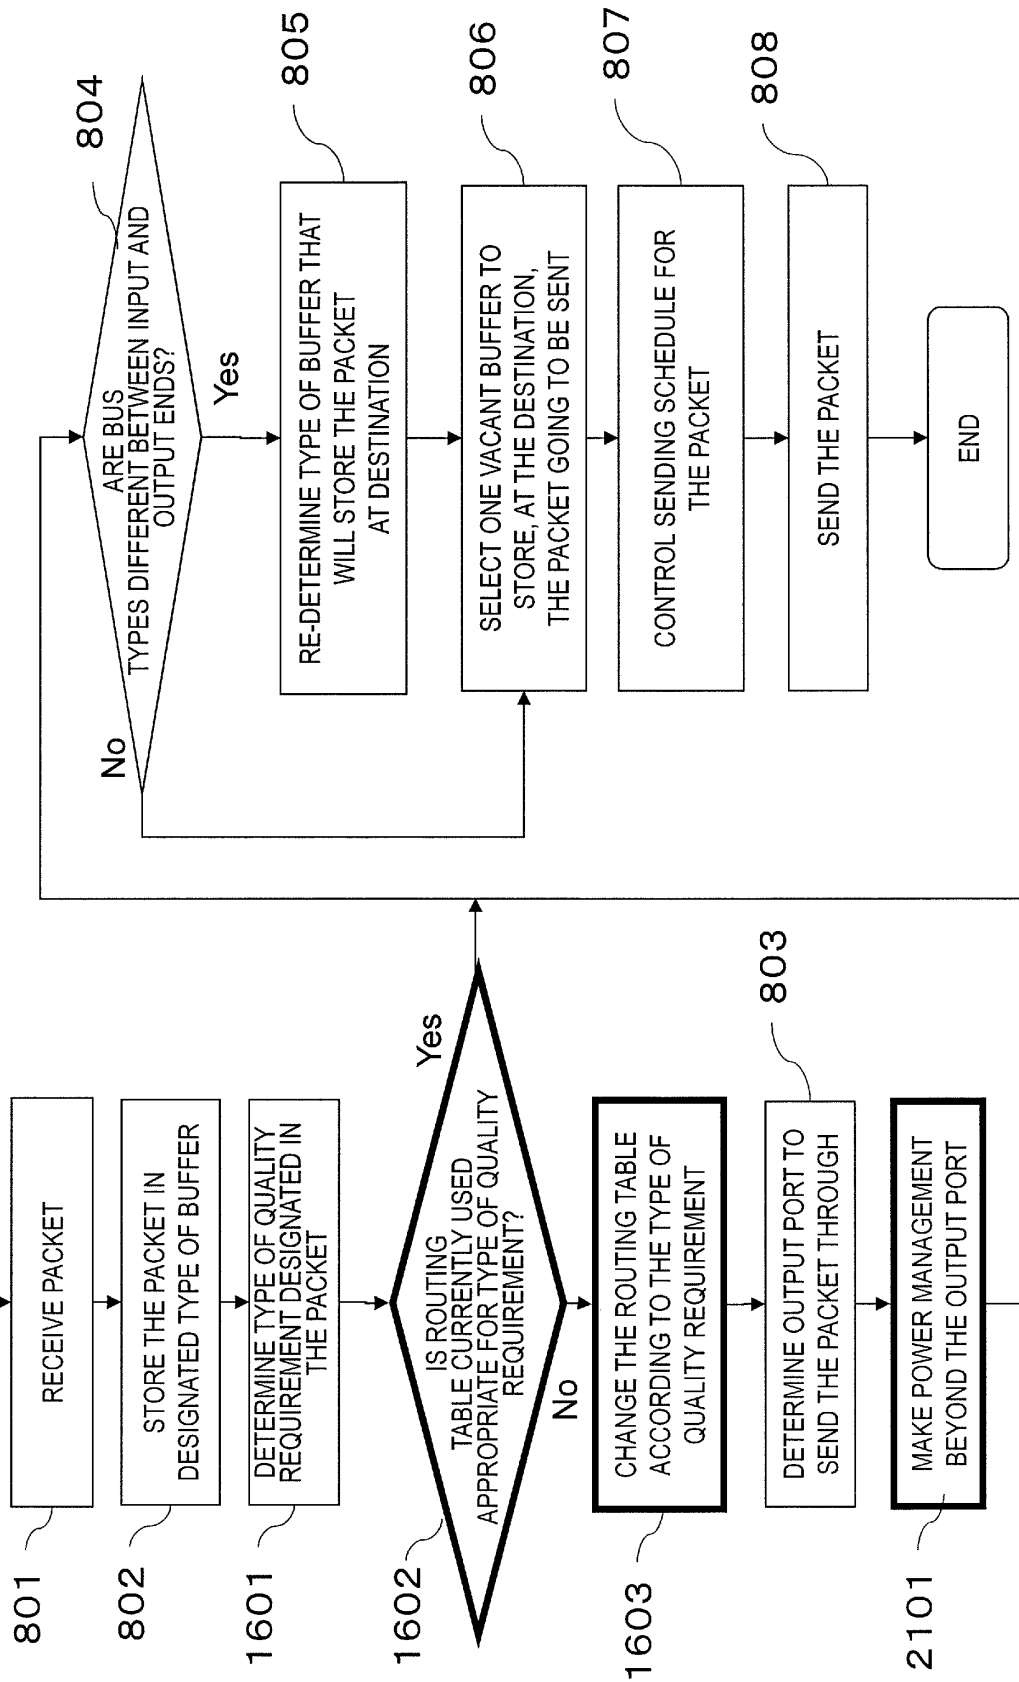 801
RECEIVE PACKET
802
STORE THE PACKET IN
DESIGNATED TYPE OF BUFFER
1601
DETERMINE TYPE OF QUALITY
REQUIREMENT DESIGNATED IN
THE PACKET
1602
IS ROUTING
TABLE CURRENTLY USED
APPROPRIATE FOR TYPE OF QUALITY
REQUIREMENT?
Yes
No
1603
CHANGE THE ROUTING TABLE
ACCORDING TO THE TYPE OF
QUALITY REQUIREMENT
803
DETERMINE OUTPUT PORT TO
SEND THE PACKET THROUGH
2101
MAKE POWER MANAGEMENT
BEYOND THE OUTPUT PORT
804
ARE BUS
TYPES DIFFERENT BETWEEN INPUT AND
OUTPUT ENDS?
No
Yes
805
RE-DETERMINE TYPE OF BUFFER THAT
WILL STORE THE PACKET
AT DESTINATION
806
SELECT ONE VACANT BUFFER TO
STORE, AT THE DESTINATION,
THE PACKET GOING TO BE SENT
807
CONTROL SENDING SCHEDULE FOR
THE PACKET
808
SEND THE PACKET
END